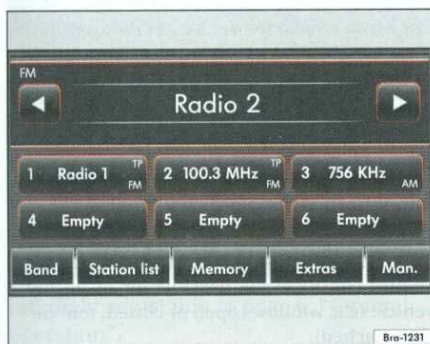 FM
Radio 2
1 Radio 1 TP FM 2 100.3 MHz TP FM 3 756 KHz AM
4 Empty 5 Empty 6 Empty
Band Station list Memory Extras Man.
Bra-1231